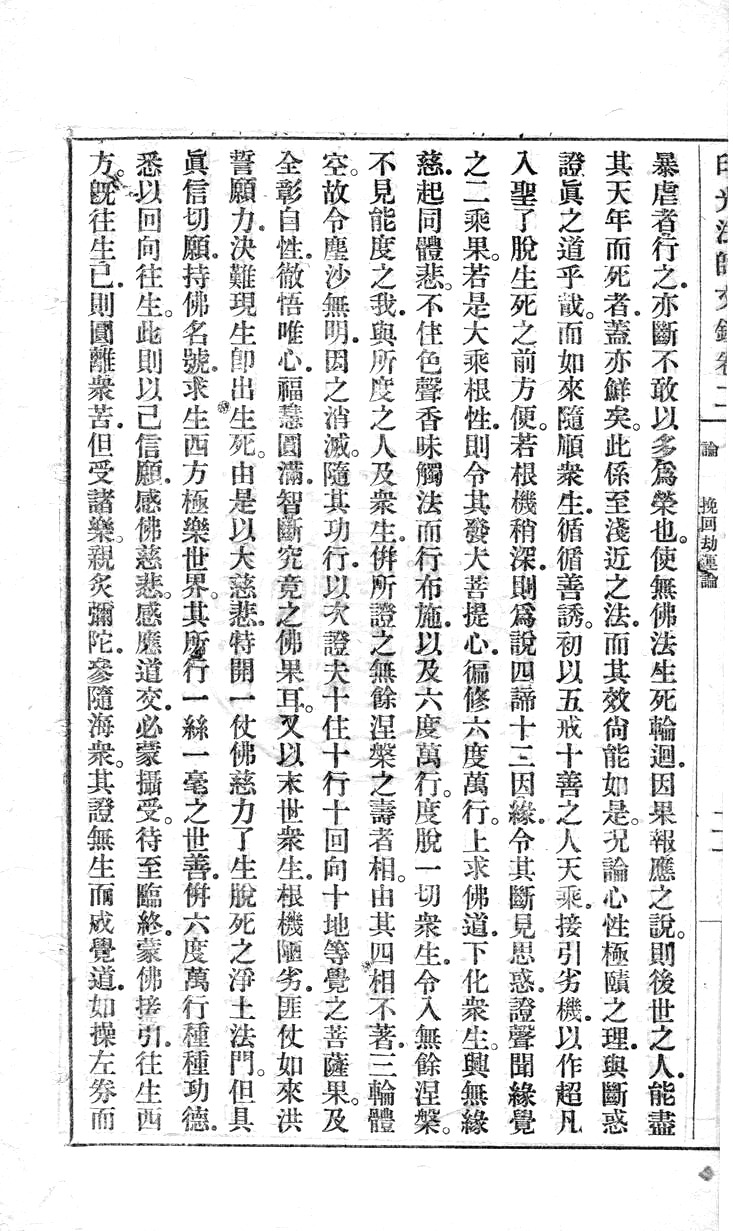 印光法師文鈔卷二　論　挽回劫運論
暴虐者行之。亦斷不敢以多爲榮也。使無佛法生死輪迴。因果報應之說。則後世之人。能盡
其天年而死者。蓋亦鮮矣。此係至淺近之法。而其效尙能如是。况論心性極賾之理。與斷惑
證眞之道乎哉。而如來隨順衆生。循循善誘。初以五戒十善之人天乘。接引劣機。以作超凡
入聖了脫生死之前方便。若根機稍深。則爲說四諦十二因緣。令其斷見思惑。證聲聞緣覺
之二乘果。若是大乘根性。則令其發大菩提心。徧修六度萬行。上求佛道。下化衆生。興無緣
慈。起同體悲。不住色聲香味觸法而行布施。以及六度萬行。度脫一切衆生。令入無餘涅槃。
不見能度之我。與所度之人及衆生。倂所證之無餘涅槃之壽者相。由其四相不著。三輪體
空。故令塵沙無明。因之消滅。隨其功行。以次證夫十住十行十回向十地等覺之菩薩果。及
全彰自性。徹悟唯心。福慧圓滿。智斷究竟之佛果耳。又以末世衆生。根機陋劣。匪仗如來洪
誓願力。決難現生卽出生死。由是以大慈悲。特開一仗佛慈力了生脫死之淨土法門。但具
眞信切願。持佛名號。求生西方極樂世界。其所行一絲一毫之世善。倂六度萬行種種功德。
悉以回向往生。此則以己信願。感佛慈悲。感應道交。必蒙攝受。待至臨終。蒙佛接引。往生西
方。旣往生已。則圓離衆苦。但受諸樂。親炙彌陀。參隨海衆。其證無生而成覺道。如操左券而